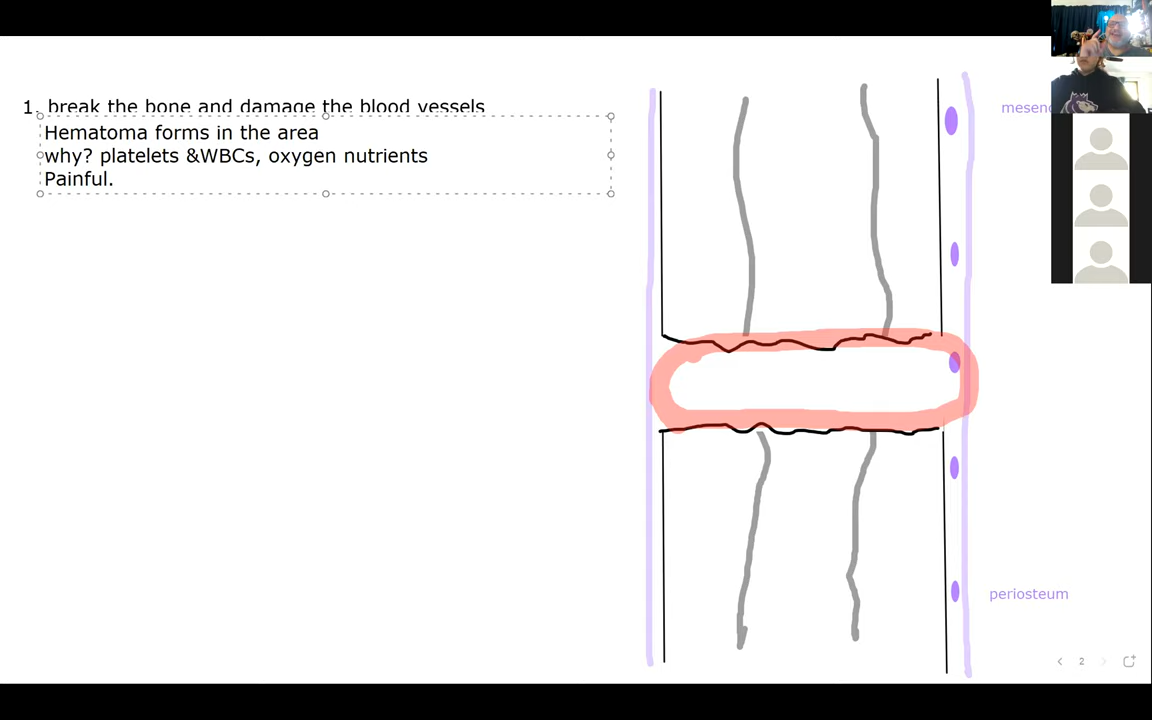 1. break the bone and damage the blood vessels
Hematoma forms in the area
why? platelets &WBCs, oxygen nutrients
Painful.
periosteum
2